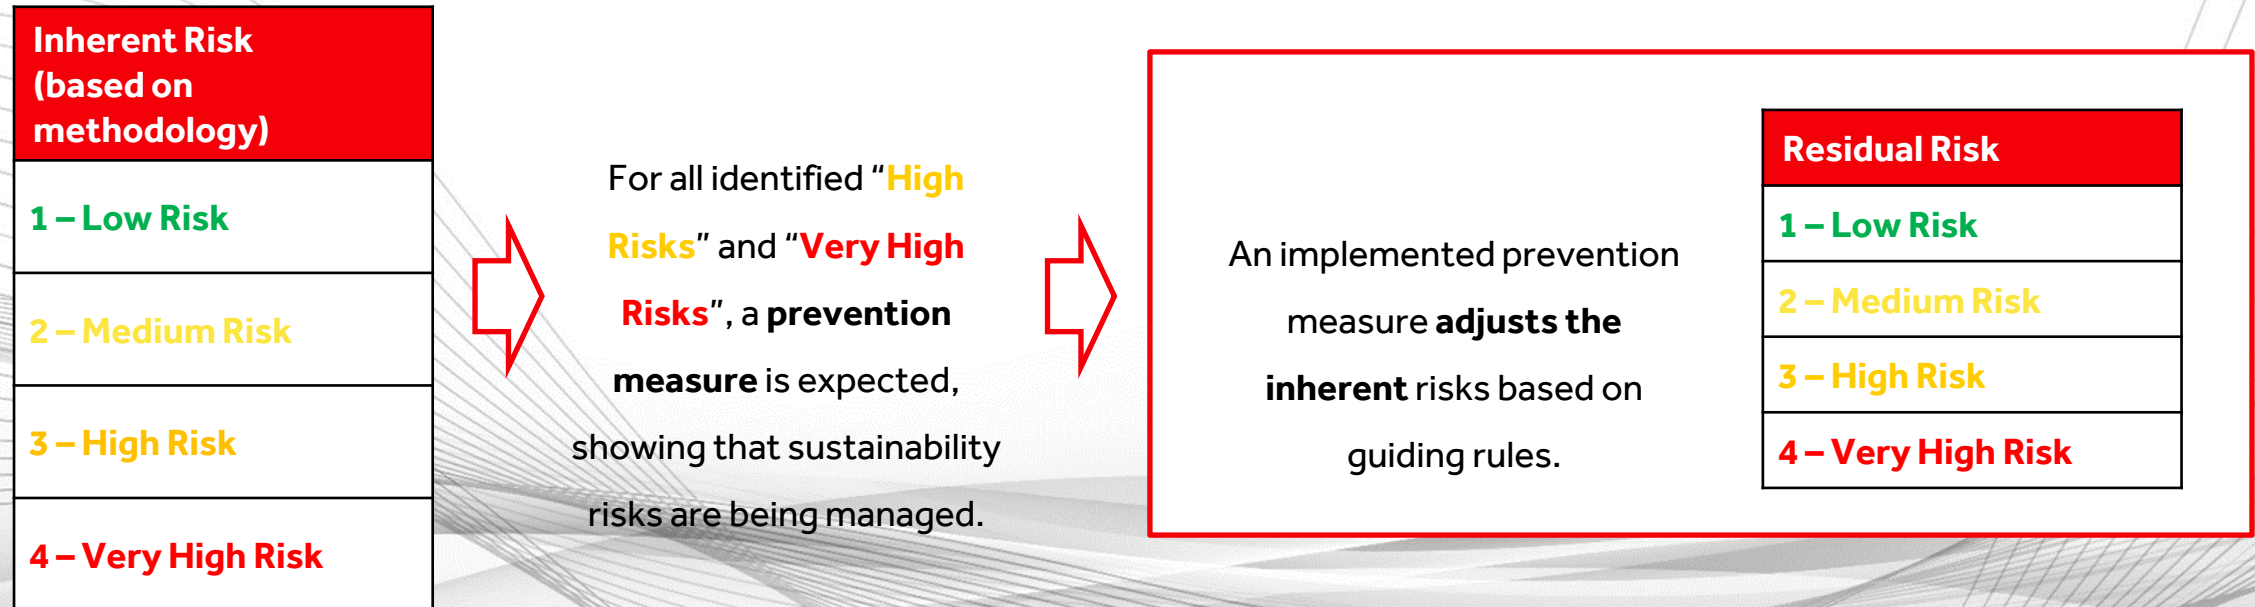 Inherent Risk
(based on
methodology)
1 – Low Risk
2 – Medium Risk
3 – High Risk
4 – Very High Risk
For all identified “High
Risks” and “Very High
Risks”, a prevention
measure is expected,
showing that sustainability
risks are being managed.
An implemented prevention
measure adjusts the
inherent risks based on
guiding rules.
Residual Risk
1 – Low Risk
2 – Medium Risk
3 – High Risk
4 – Very High Risk